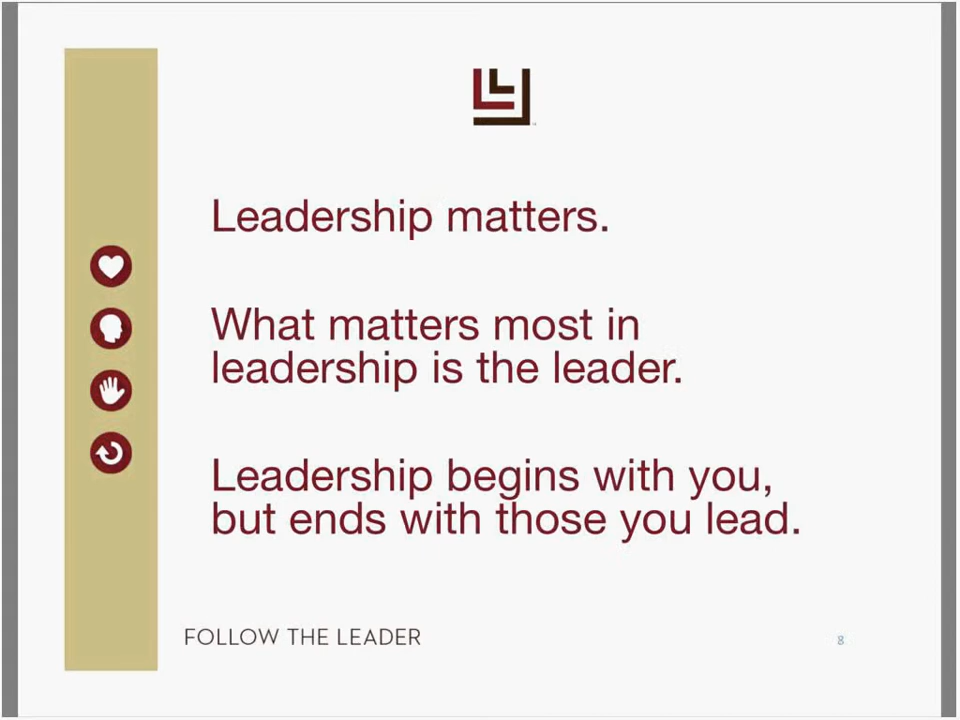 Leadership matters.
What matters most in
leadership is the leader.
Leadership begins with you,
but ends with those you lead.
FOLLOW THE LEADER
8